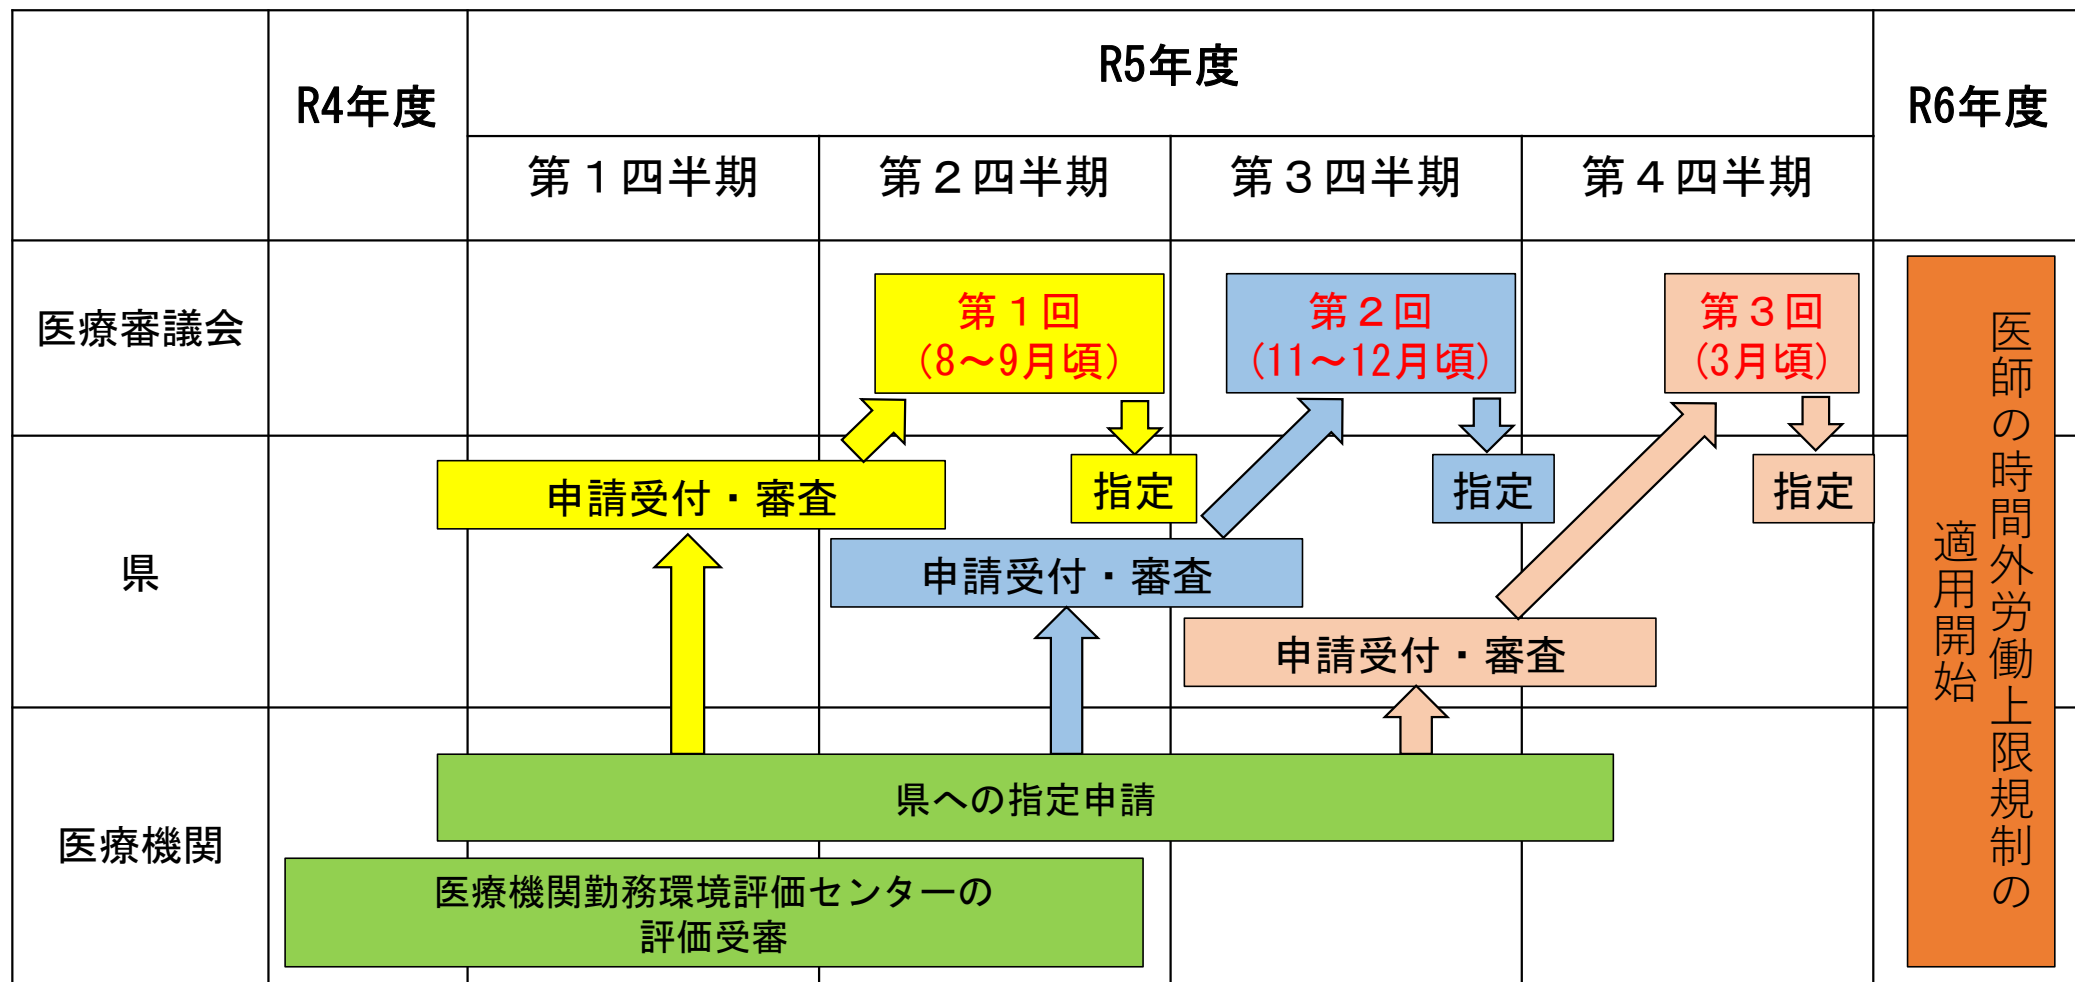 R4年度
R5年度
R6年度
第１四半期
第２四半期
第３四半期
第４四半期
医療審議会
第１回
(8～9月頃)
第２回
(11～12月頃)
第３回
(3月頃)
県
申請受付・審査
指定
申請受付・審査
指定
申請受付・審査
指定
医療機関
県への指定申請
医療機関勤務環境評価センターの
評価受審
医師の時間外労働上限規制の
適用開始